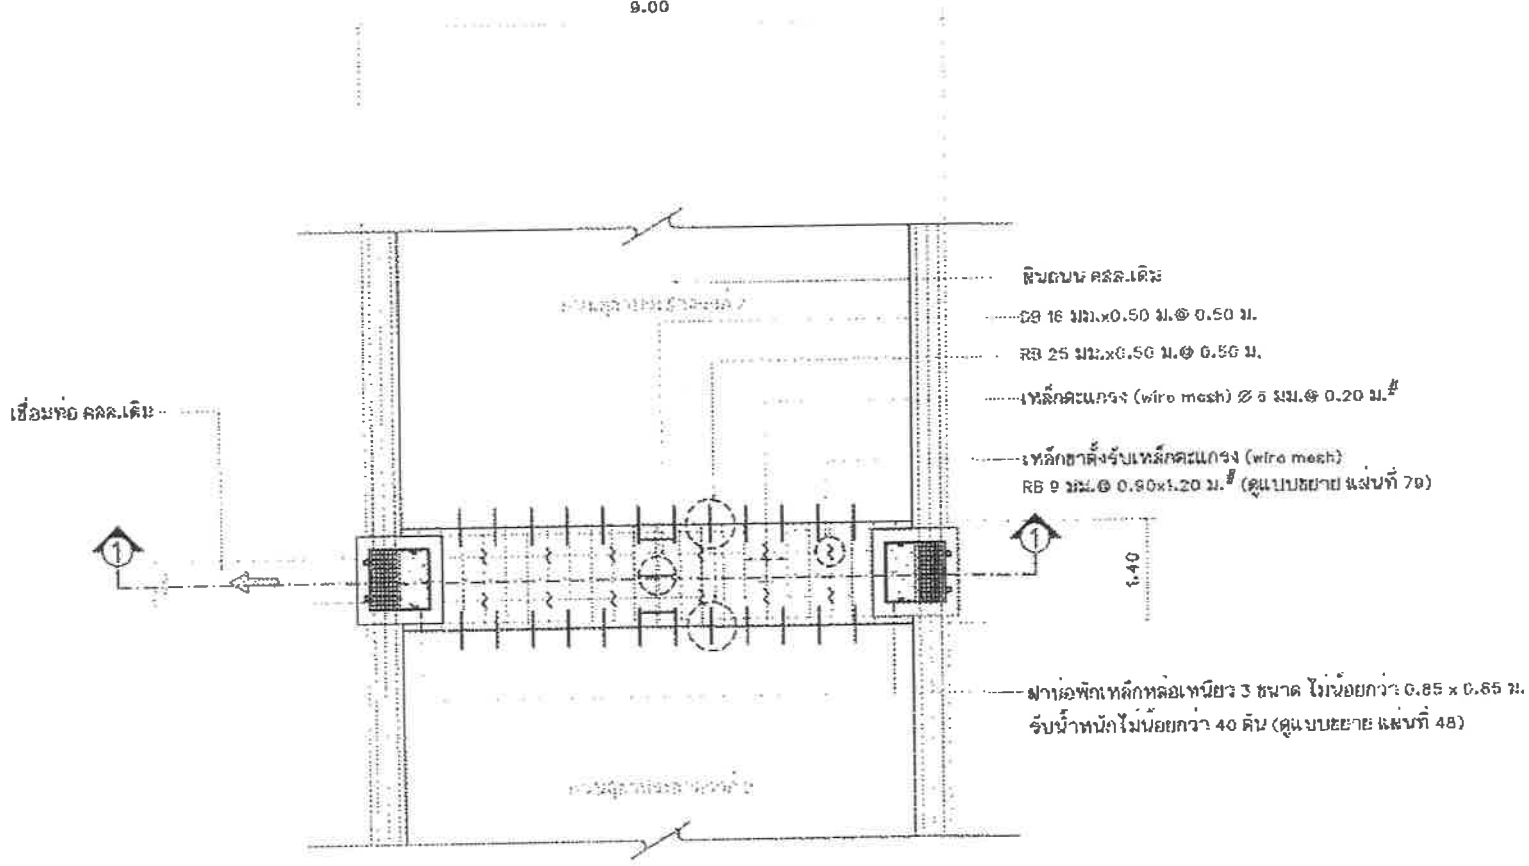 9.00
ผิวถนน คสล.เดิม
DB 16 มม.x0.50 ม.@ 0.50 ม.
RB 25 มม.x0.50 ม.@ 0.50 ม.
เชื่อมท่อ คสล.เดิม
เหล็กตะแกรง (wire mesh) Ø 6 มม.@ 0.20 ม.#
เหล็กขาตั้งรับเหล็กตะแกรง (wire mesh)
RB 9 มม.@ 0.90x1.20 ม.# (ดูแบบขยาย แผ่นที่ 79)
1
1
1.40
ฝาบ่อพักเหล็กหล่อเหนียว 3 ขนาด ไม่น้อยกว่า 0.85 x 0.85 ม.
รับน้ำหนักไม่น้อยกว่า 40 ตัน (ดูแบบขยาย แผ่นที่ 48)